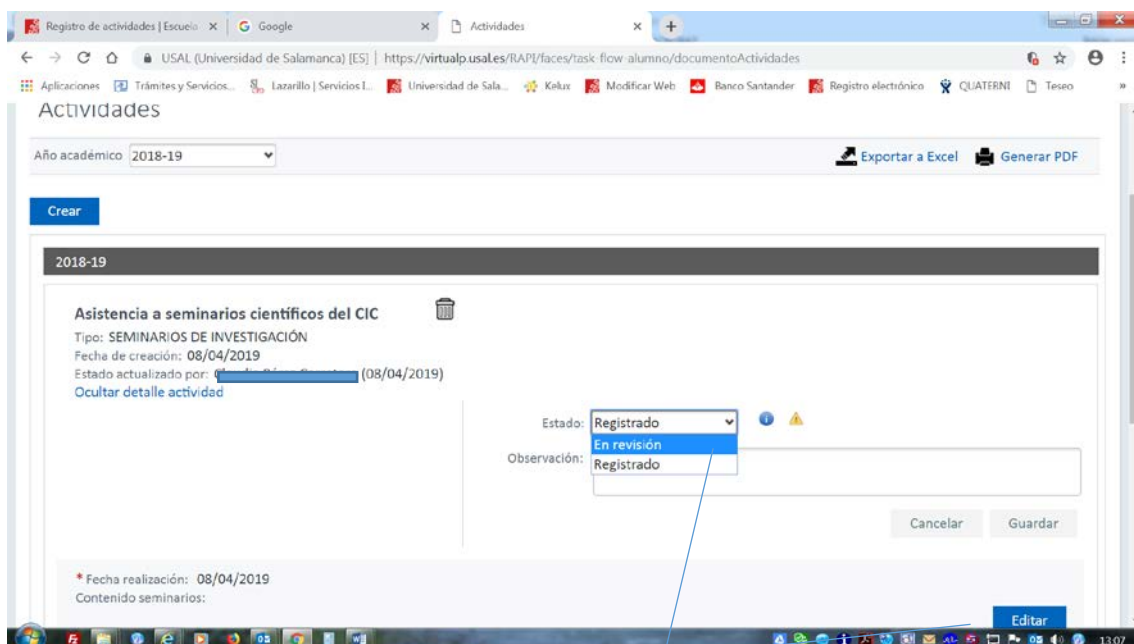 Registro de actividades | Escuela
Google
Actividades
USAL (Universidad de Salamanca) [ES] | https://virtualp.usal.es/RAPI/faces/task-flow-alumno/documentoActividades
Aplicaciones Trámites y Servicios... Lazarillo | Servicios I... Universidad de Sala... Kelux Modificar Web Banco Santander Registro electrónico QUATERNI Teseo »
Actividades
Año académico 2018-19 Exportar a Excel Generar PDF
Crear
2018-19
Asistencia a seminarios científicos del CIC
Tipo: SEMINARIOS DE INVESTIGACIÓN
Fecha de creación: 08/04/2019
Estado actualizado por: (08/04/2019)
Ocultar detalle actividad
Estado: Registrado
En revisión
Observación: Registrado
Cancelar Guardar
* Fecha realización: 08/04/2019
Contenido seminarios:
Editar
13:07